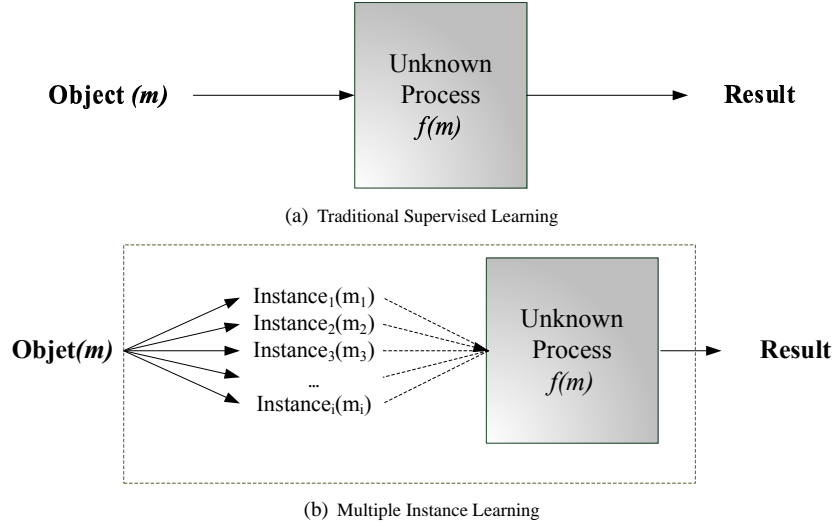 Object (m)
Unknown
Process
f(m)
Result
(a) Traditional Supervised Learning
Objet(m)
Instance₁(m₁)
Instance₂(m₂)
Instance₃(m₃)
...
Instanceᵢ(mᵢ)
Unknown
Process
f(m)
Result
(b) Multiple Instance Learning